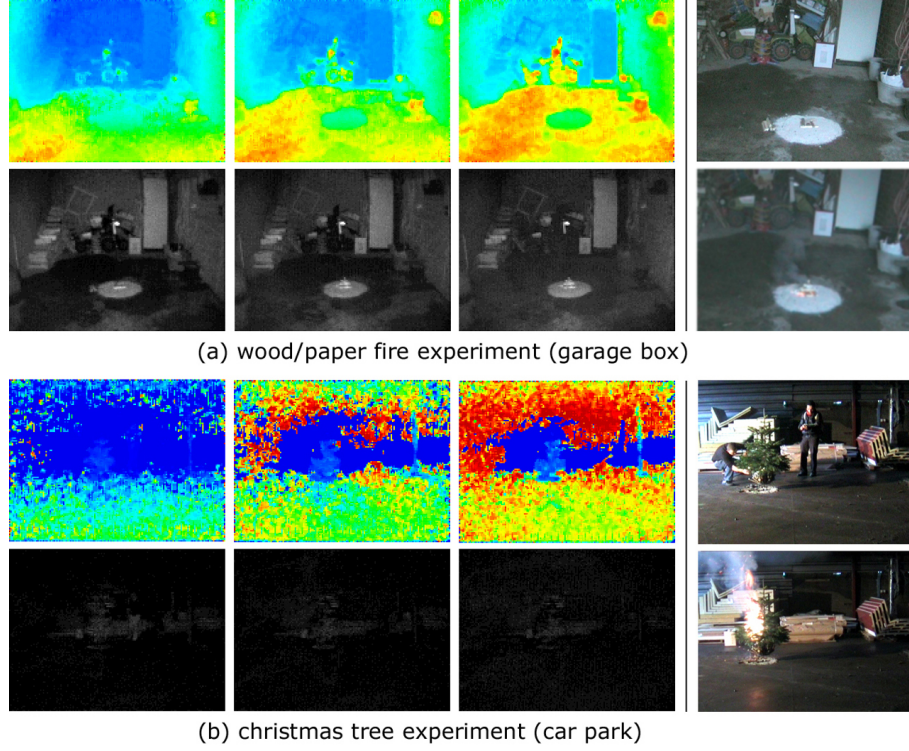 (a) wood/paper fire experiment (garage box)
(b) christmas tree experiment (car park)